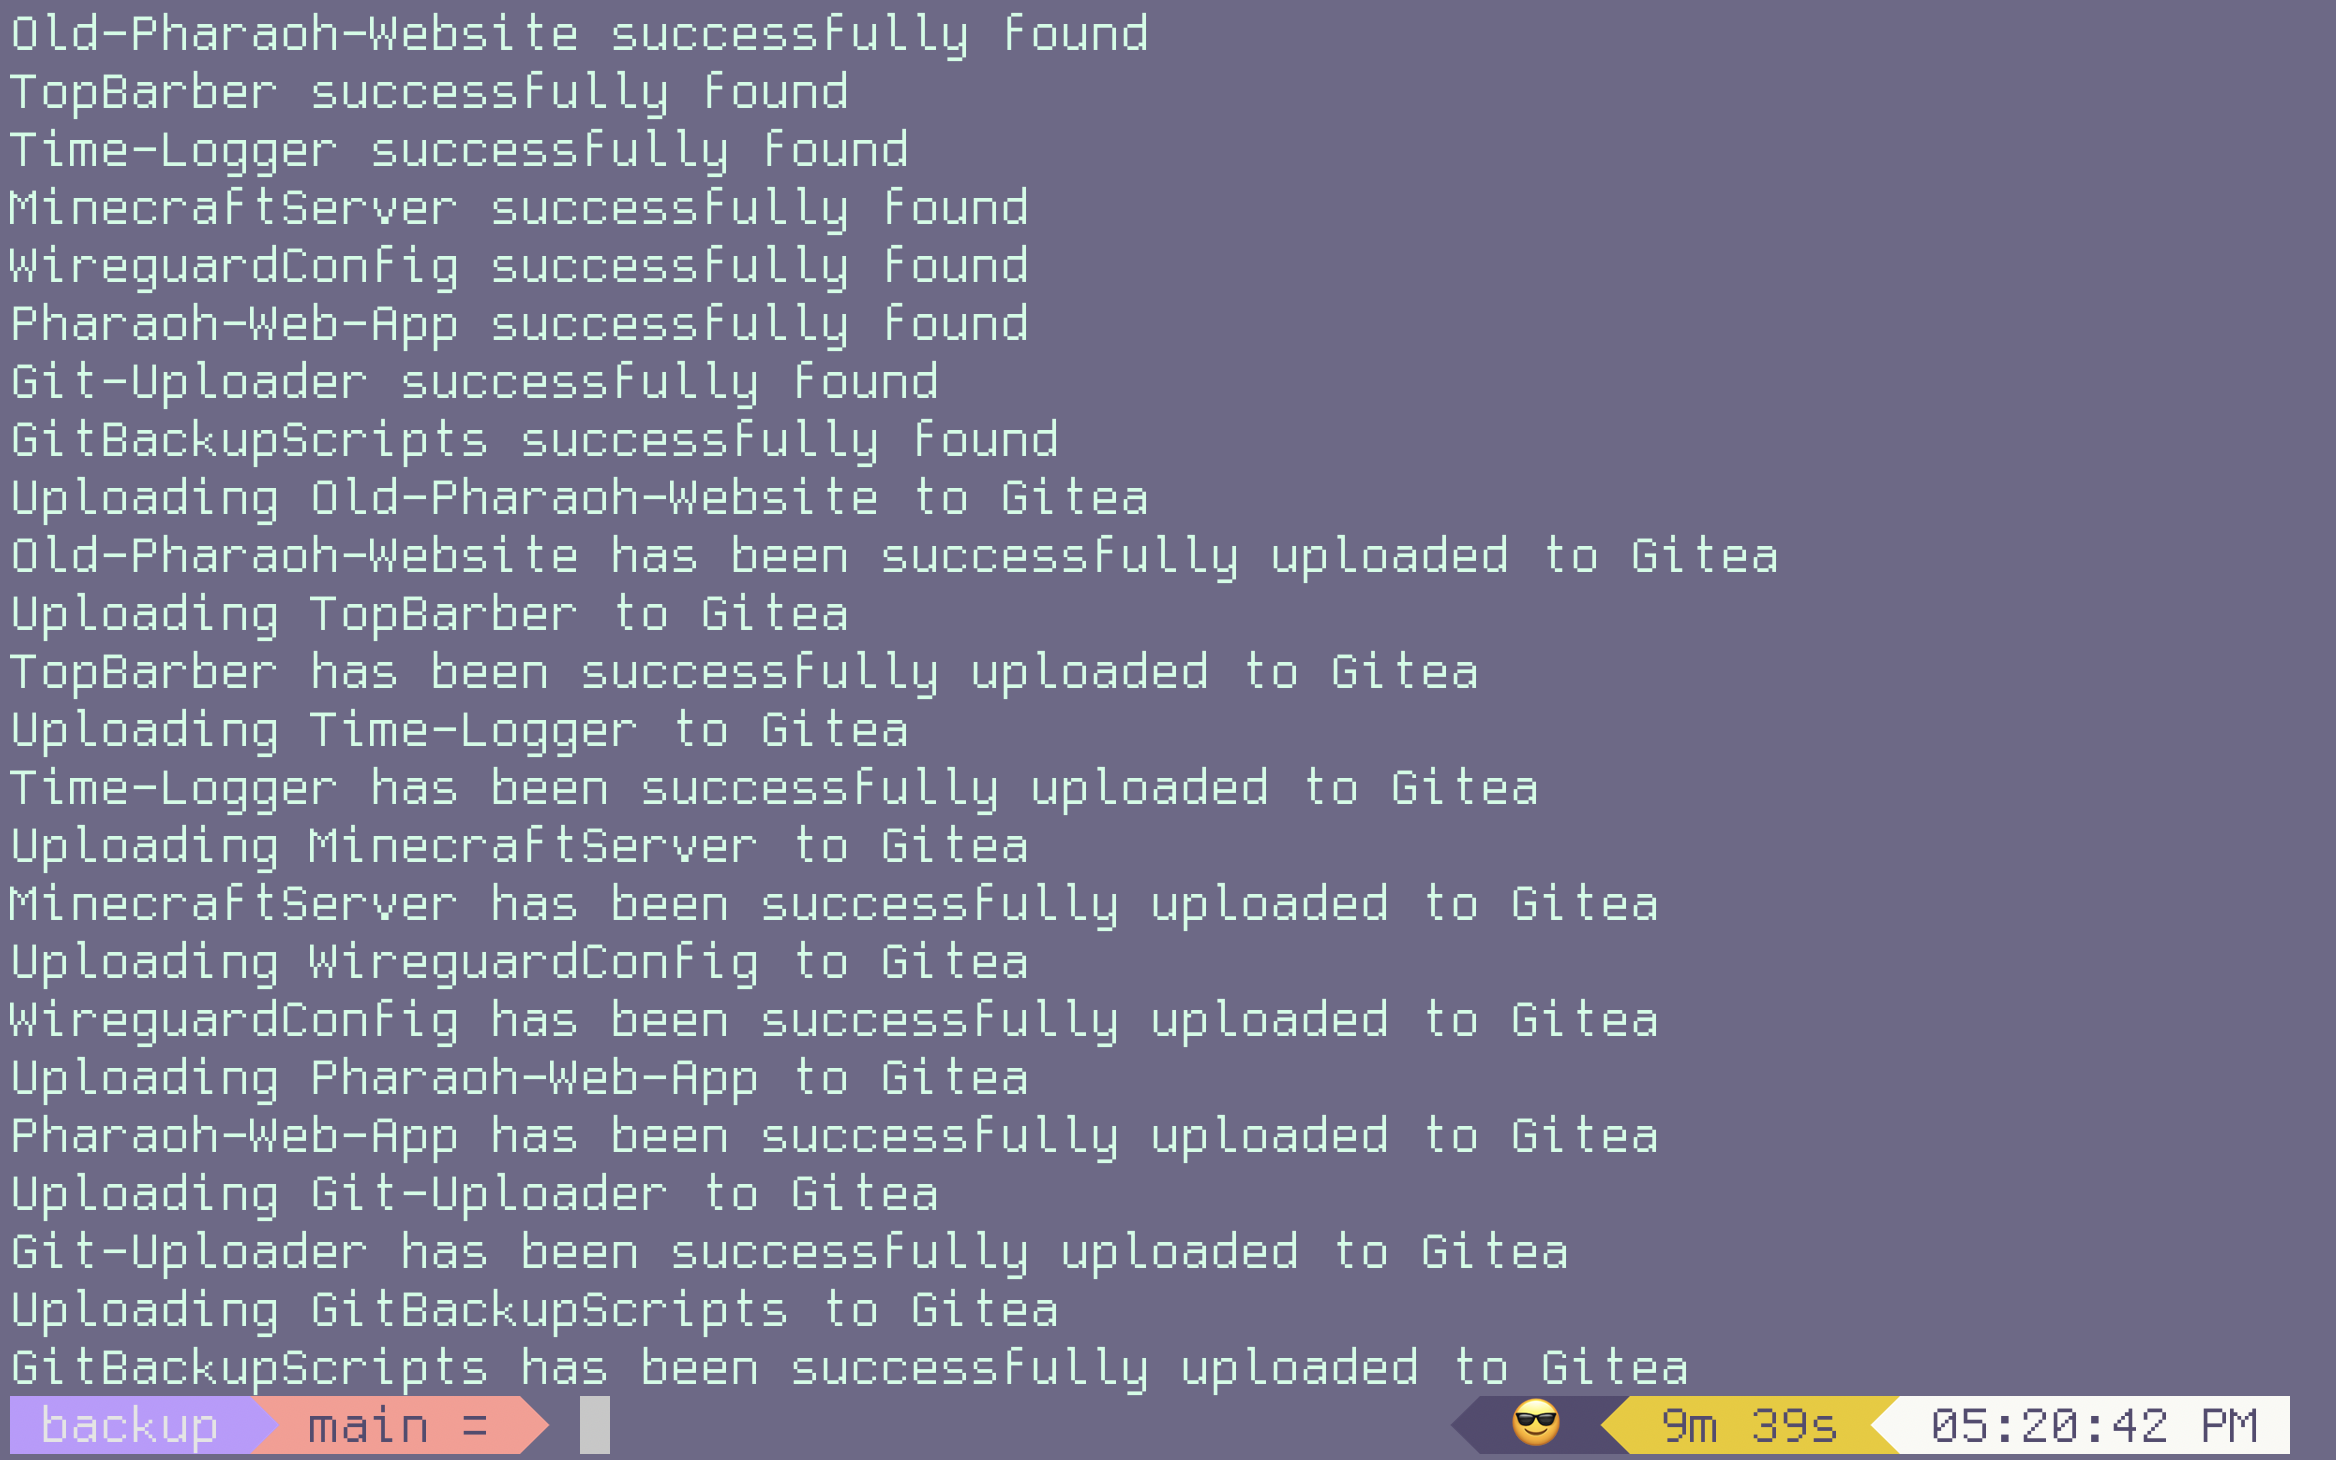 Old-Pharaoh-Website successfully found
TopBarber successfully found
Time-Logger successfully found
MinecraftServer successfully found
WireguardConfig successfully found
Pharaoh-Web-App successfully found
Git-Uploader successfully found
GitBackupScripts successfully found
Uploading Old-Pharaoh-Website to Gitea
Old-Pharaoh-Website has been successfully uploaded to Gitea
Uploading TopBarber to Gitea
TopBarber has been successfully uploaded to Gitea
Uploading Time-Logger to Gitea
Time-Logger has been successfully uploaded to Gitea
Uploading MinecraftServer to Gitea
MinecraftServer has been successfully uploaded to Gitea
Uploading WireguardConfig to Gitea
WireguardConfig has been successfully uploaded to Gitea
Uploading Pharaoh-Web-App to Gitea
Pharaoh-Web-App has been successfully uploaded to Gitea
Uploading Git-Uploader to Gitea
Git-Uploader has been successfully uploaded to Gitea
Uploading GitBackupScripts to Gitea
GitBackupScripts has been successfully uploaded to Gitea
backup main = 😎 9m 39s 05:20:42 PM